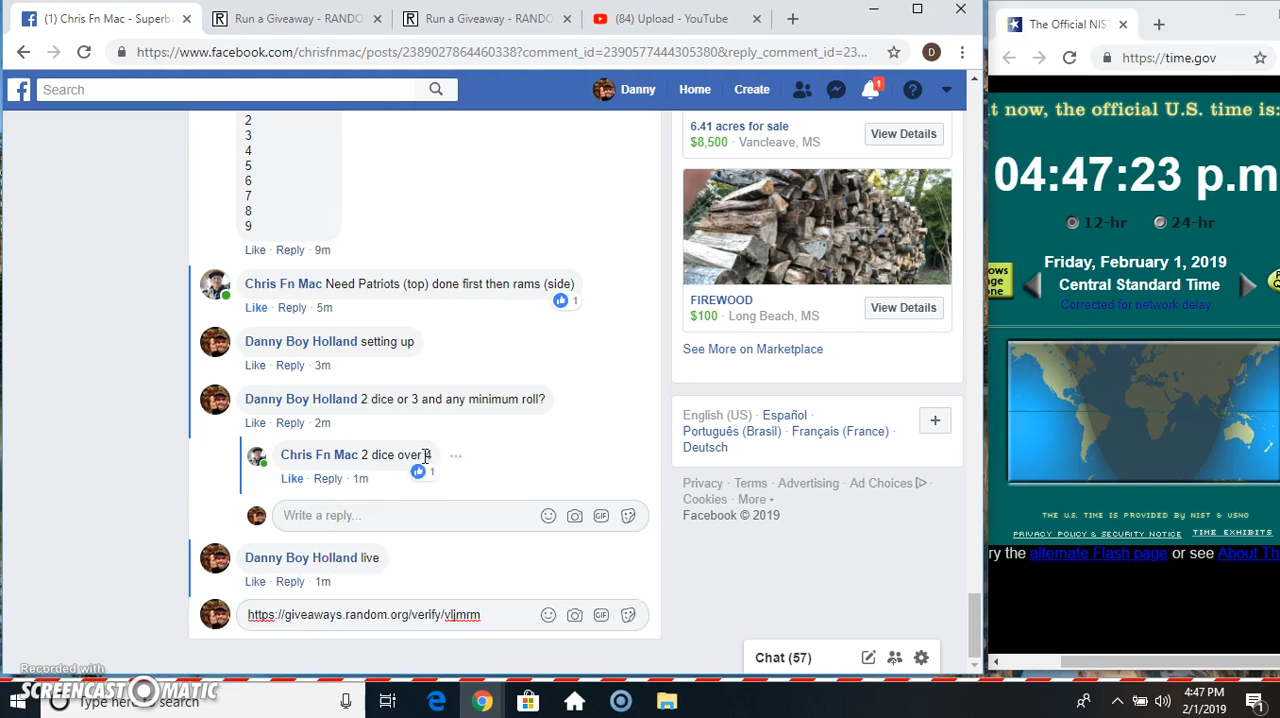 (1) Chris Fn Mac - Superb
Run a Giveaway - RANDO
Run a Giveaway - RANDO
(84) Upload - YouTube
The Official NIST
https://www.facebook.com/chrisfnmac/posts/2389027864460338?comment_id=2390577444305380&reply_comment_id=23...
D
https://time.gov
Search
Danny
Home
Create
1
t now, the official U.S. time is:
04:47:23 p.m
12-hr
24-hr
Friday, February 1, 2019
Central Standard Time
Corrected for network delay
2
3
4
5
6
7
8
9
Like · Reply · 9m
Chris Fn Mac Need Patriots (top) done first then rams (side)
1
Like · Reply · 5m
Danny Boy Holland setting up
Like · Reply · 3m
Danny Boy Holland 2 dice or 3 and any minimum roll?
Like · Reply · 2m
Chris Fn Mac 2 dice over 4
1
Like · Reply · 1m
Write a reply...
GIF
Danny Boy Holland live
Like · Reply · 1m
https://giveaways.random.org/verify/vljmrm
GIF
6.41 acres for sale
$8,500 · Vancleave, MS
View Details
FIREWOOD
$100 · Long Beach, MS
View Details
See More on Marketplace
English (US) · Español ·
Português (Brasil) · Français (France) ·
Deutsch
Privacy · Terms · Advertising · Ad Choices
Cookies · More
Facebook © 2019
Chat (57)
THE U.S. TIME IS PROVIDED BY NIST & USNO
PRIVACY POLICY & SECURITY NOTICE
TIME EXHIBITS
ry the alternate Flash page or see About Th
Recorded with
SCREENCAST-O-MATIC
Type here to search
4:47 PM
2/1/2019
1